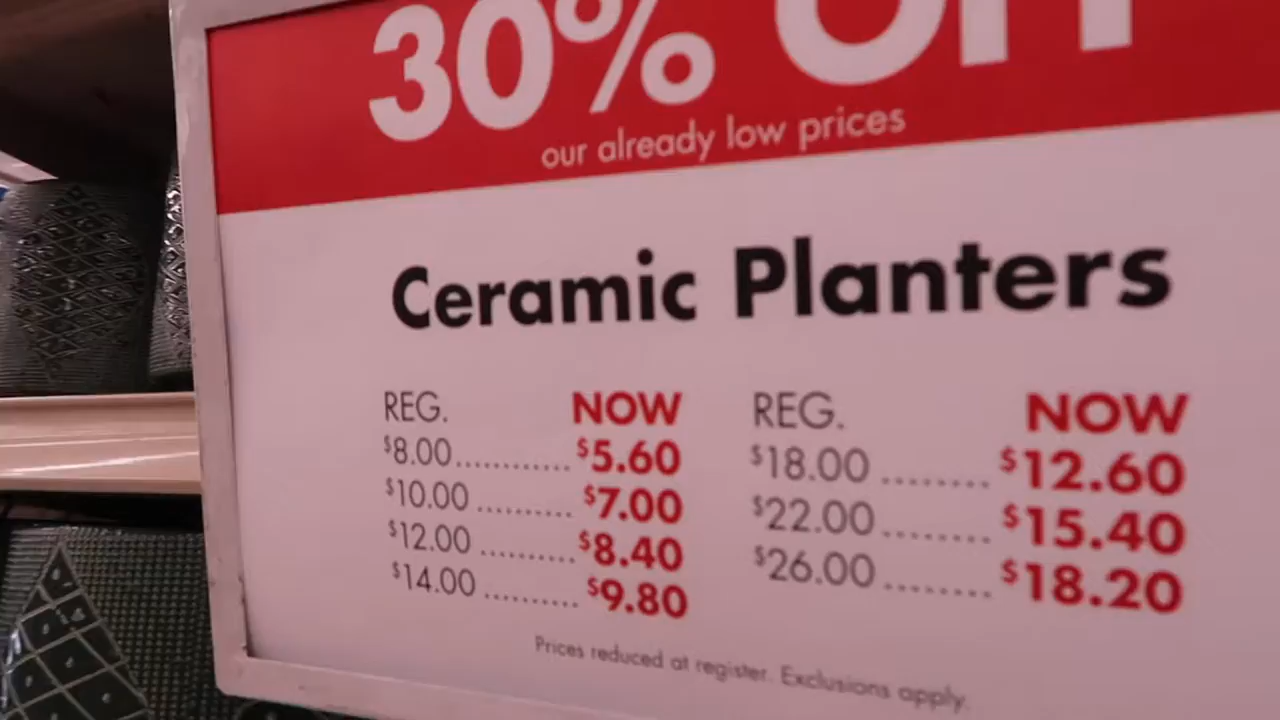 30% OFF
our already low prices
Ceramic Planters
REG. NOW REG. NOW
$8.00............$5.60 $18.00........$12.60
$10.00..........$7.00 $22.00........$15.40
$12.00..........$8.40 $26.00........$18.20
$14.00..........$9.80
Prices reduced at register. Exclusions apply.